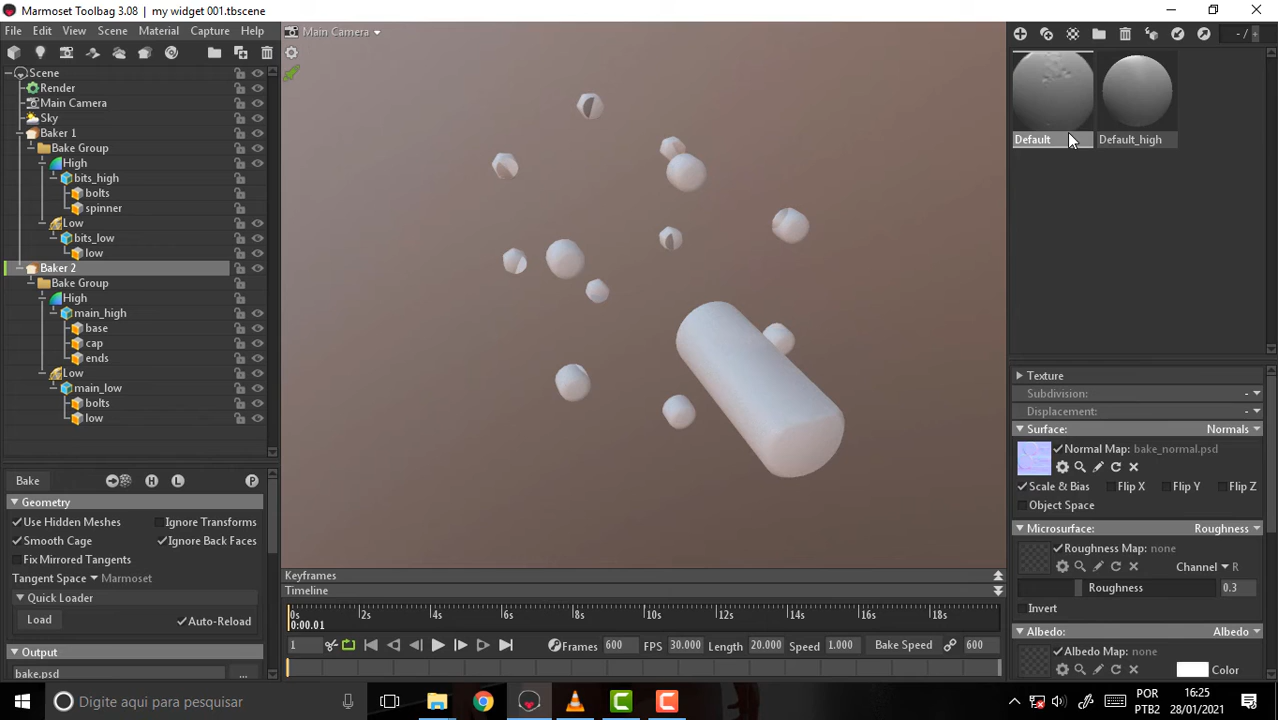 Marmoset Toolbag 3.08 | my widget 001.tbscene
File Edit View Scene Material Capture Help
Main Camera
- / +
Scene
Render
Main Camera
Sky
Baker 1
Bake Group
High
bits_high
bolts
spinner
Low
bits_low
low
Baker 2
Bake Group
High
main_high
base
cap
ends
Low
main_low
bolts
low
Default Default_high
Bake H L P
Geometry
Use Hidden Meshes Ignore Transforms
Smooth Cage Ignore Back Faces
Fix Mirrored Tangents
Tangent Space Marmoset
Quick Loader
Load Auto-Reload
Output
bake.psd ...
Keyframes
Timeline
0s 2s 4s 6s 8s 10s 12s 14s 16s 18s
0:00.01
1 Frames 600 FPS 30.000 Length 20.000 Speed 1.000 Bake Speed 600
Texture
Subdivision: -
Displacement: -
Surface: Normals
Normal Map: bake_normal.psd
Scale & Bias Flip X Flip Y Flip Z
Object Space
Microsurface: Roughness
Roughness Map: none
Channel R
Roughness 0.3
Invert
Albedo: Albedo
Albedo Map: none
Color
Digite aqui para pesquisar
POR
PTB2
16:25
28/01/2021